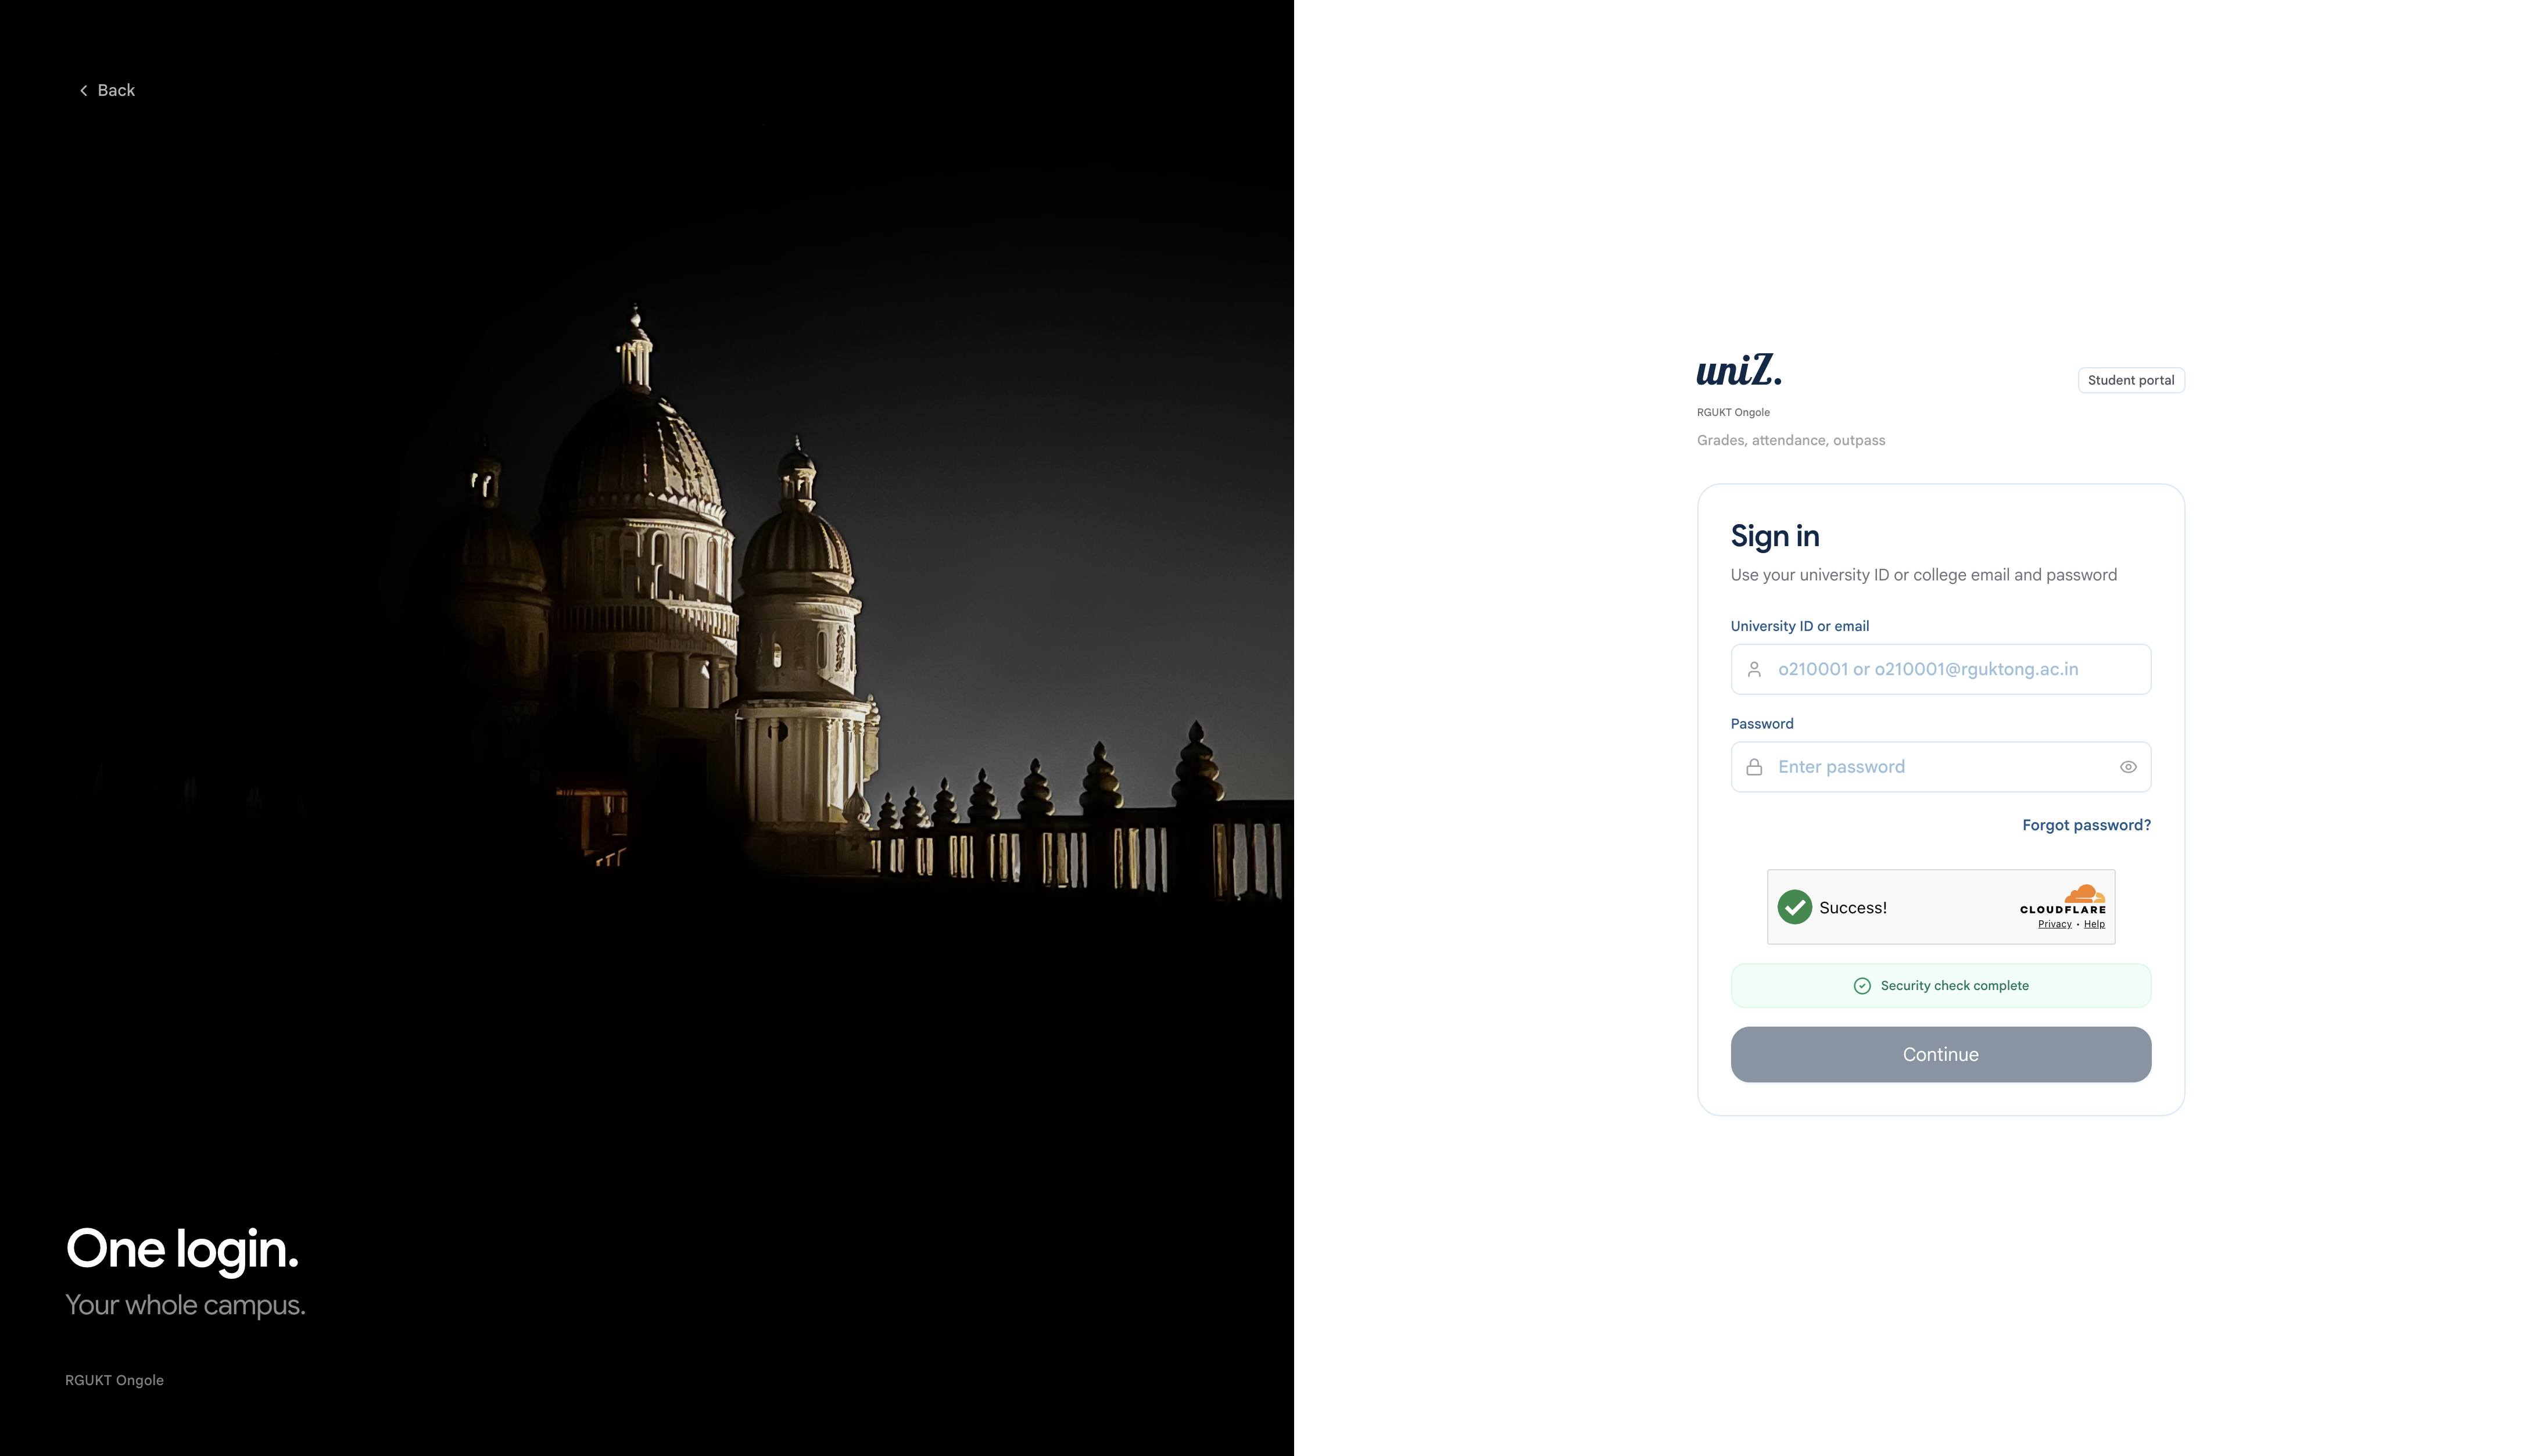 Back
One login.
Your whole campus.
RGUKT Ongole
uniZ.
Student portal
RGUKT Ongole
Grades, attendance, outpass
Sign in
Use your university ID or college email and password
University ID or email
o210001 or o210001@rguktong.ac.in
Password
Enter password
Forgot password?
Success!
CLOUDFLARE
Privacy • Help
Security check complete
Continue